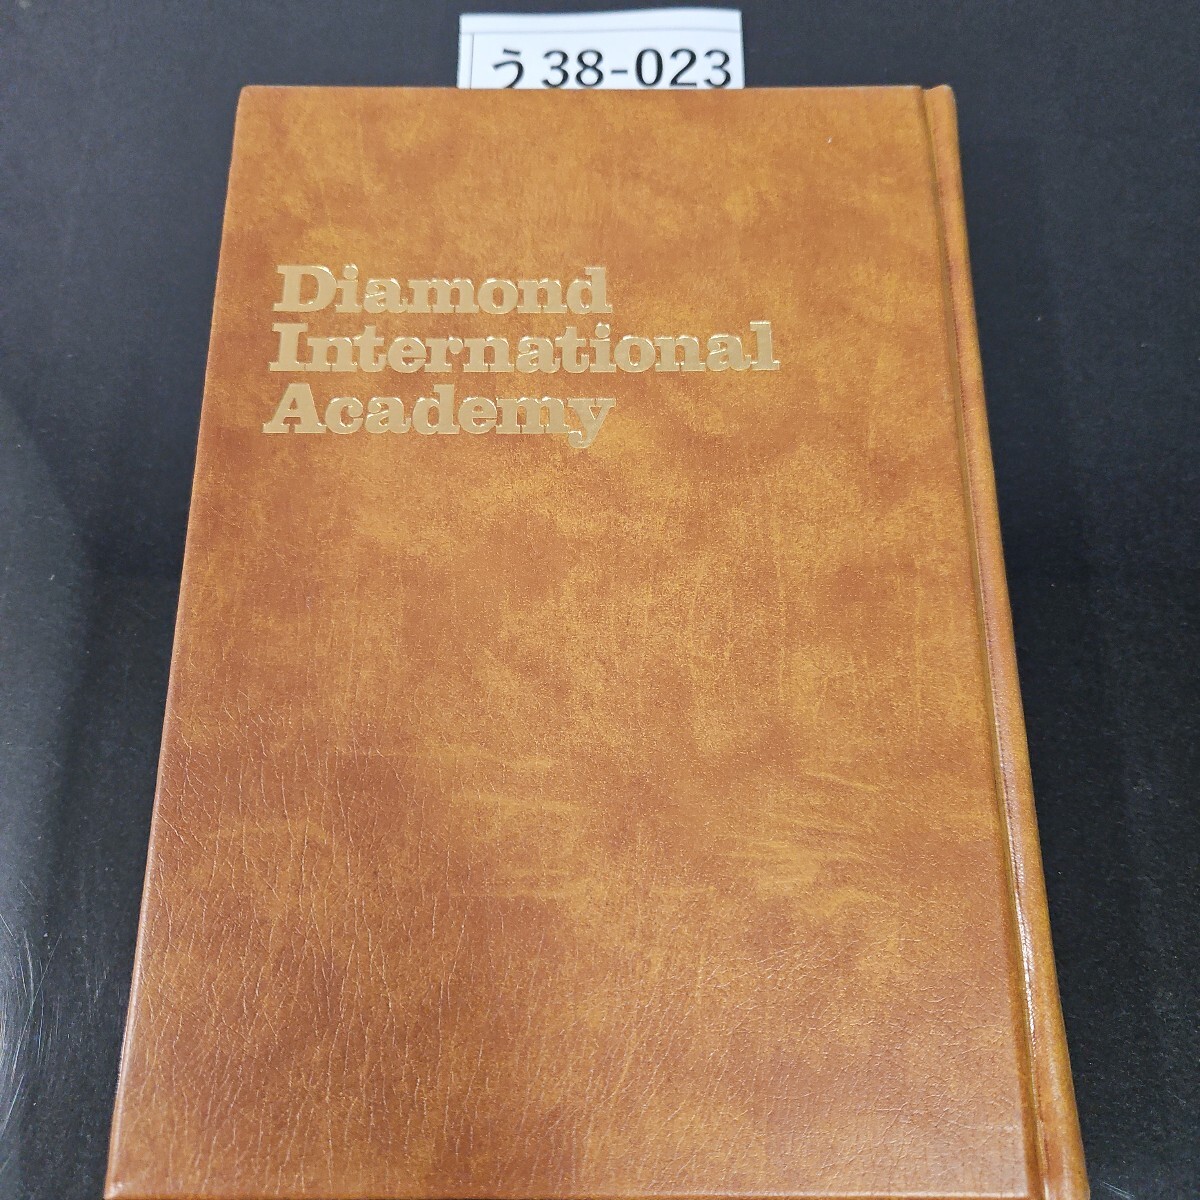 う38-023
Diamond
International
Academy